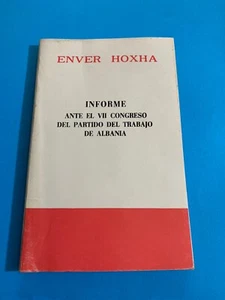 ENVER HOXHA
INFORME
ANTE EL VII CONGRESO
DEL PARTIDO DEL TRABAJO
DE ALBANIA